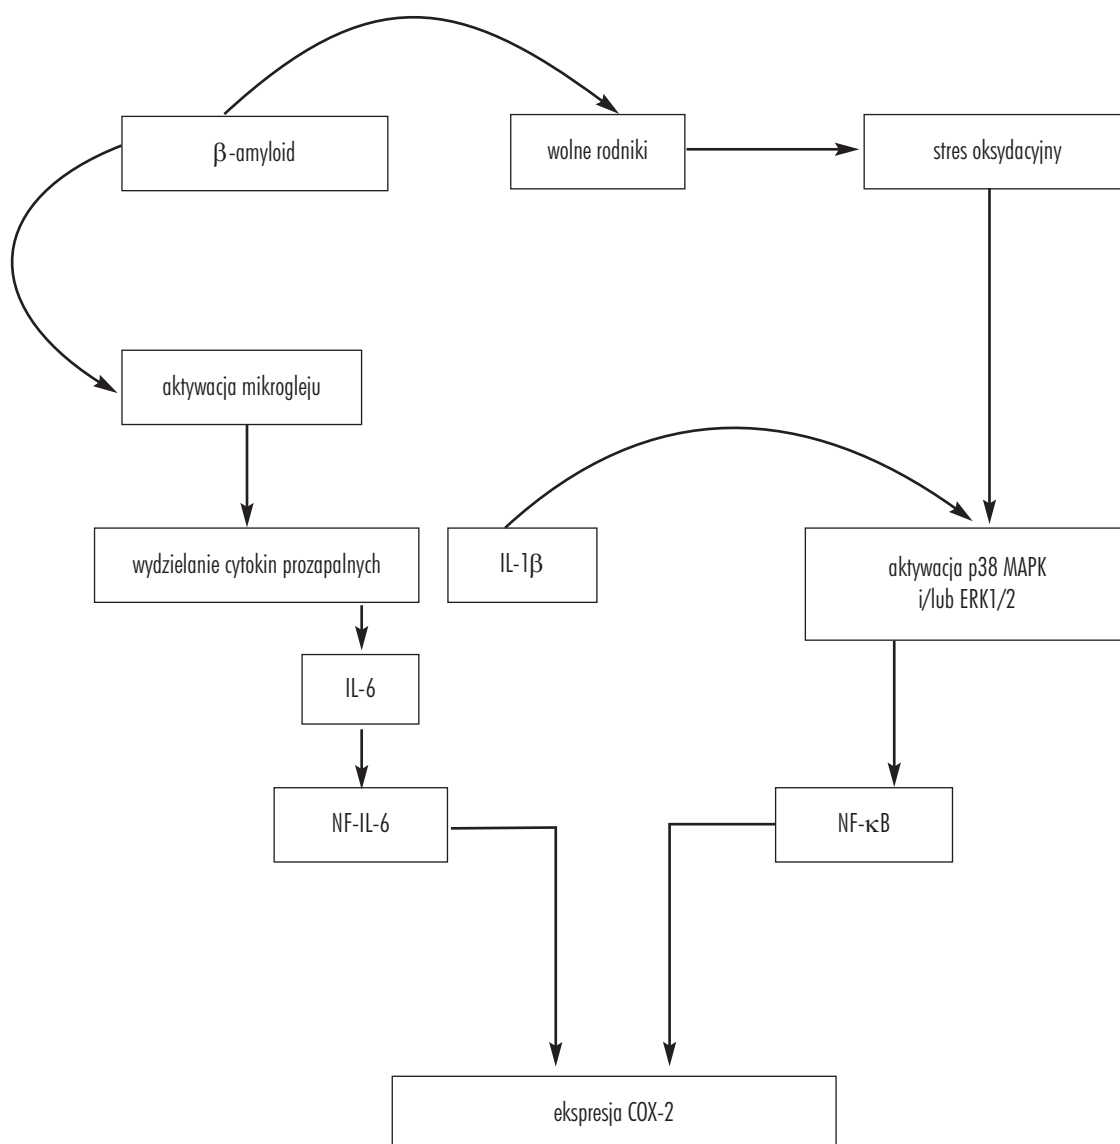 β-amyloid
wolne rodniki
stres oksydacyjny
aktywacja mikrogleju
wydzielanie cytokin prozapalnych
IL-1β
aktywacja p38 MAPK
i/lub ERK1/2
IL-6
NF-IL-6
NF-κB
ekspresja COX-2